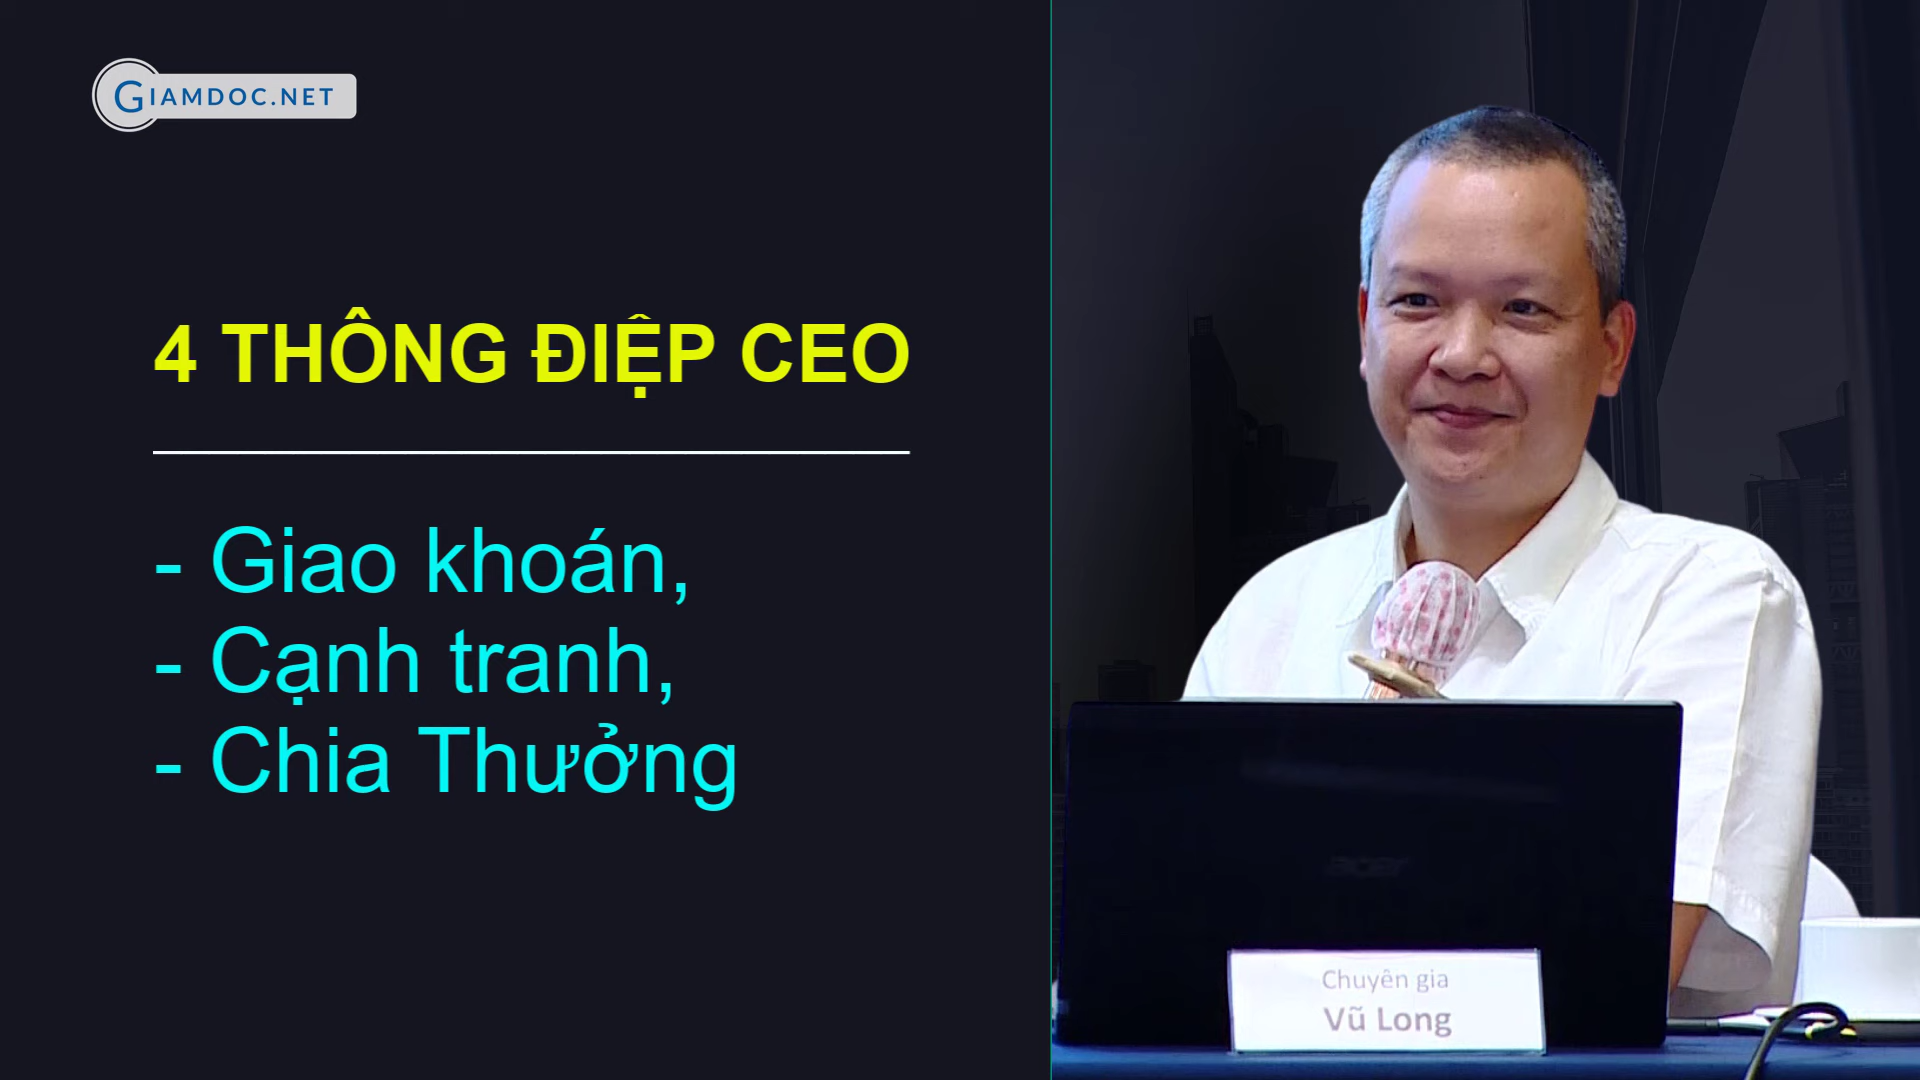 GIAMDOC.NET
4 THÔNG ĐIỆP CEO
- Giao khoán,
- Cạnh tranh,
- Chia Thưởng
Chuyên gia
Vũ Long